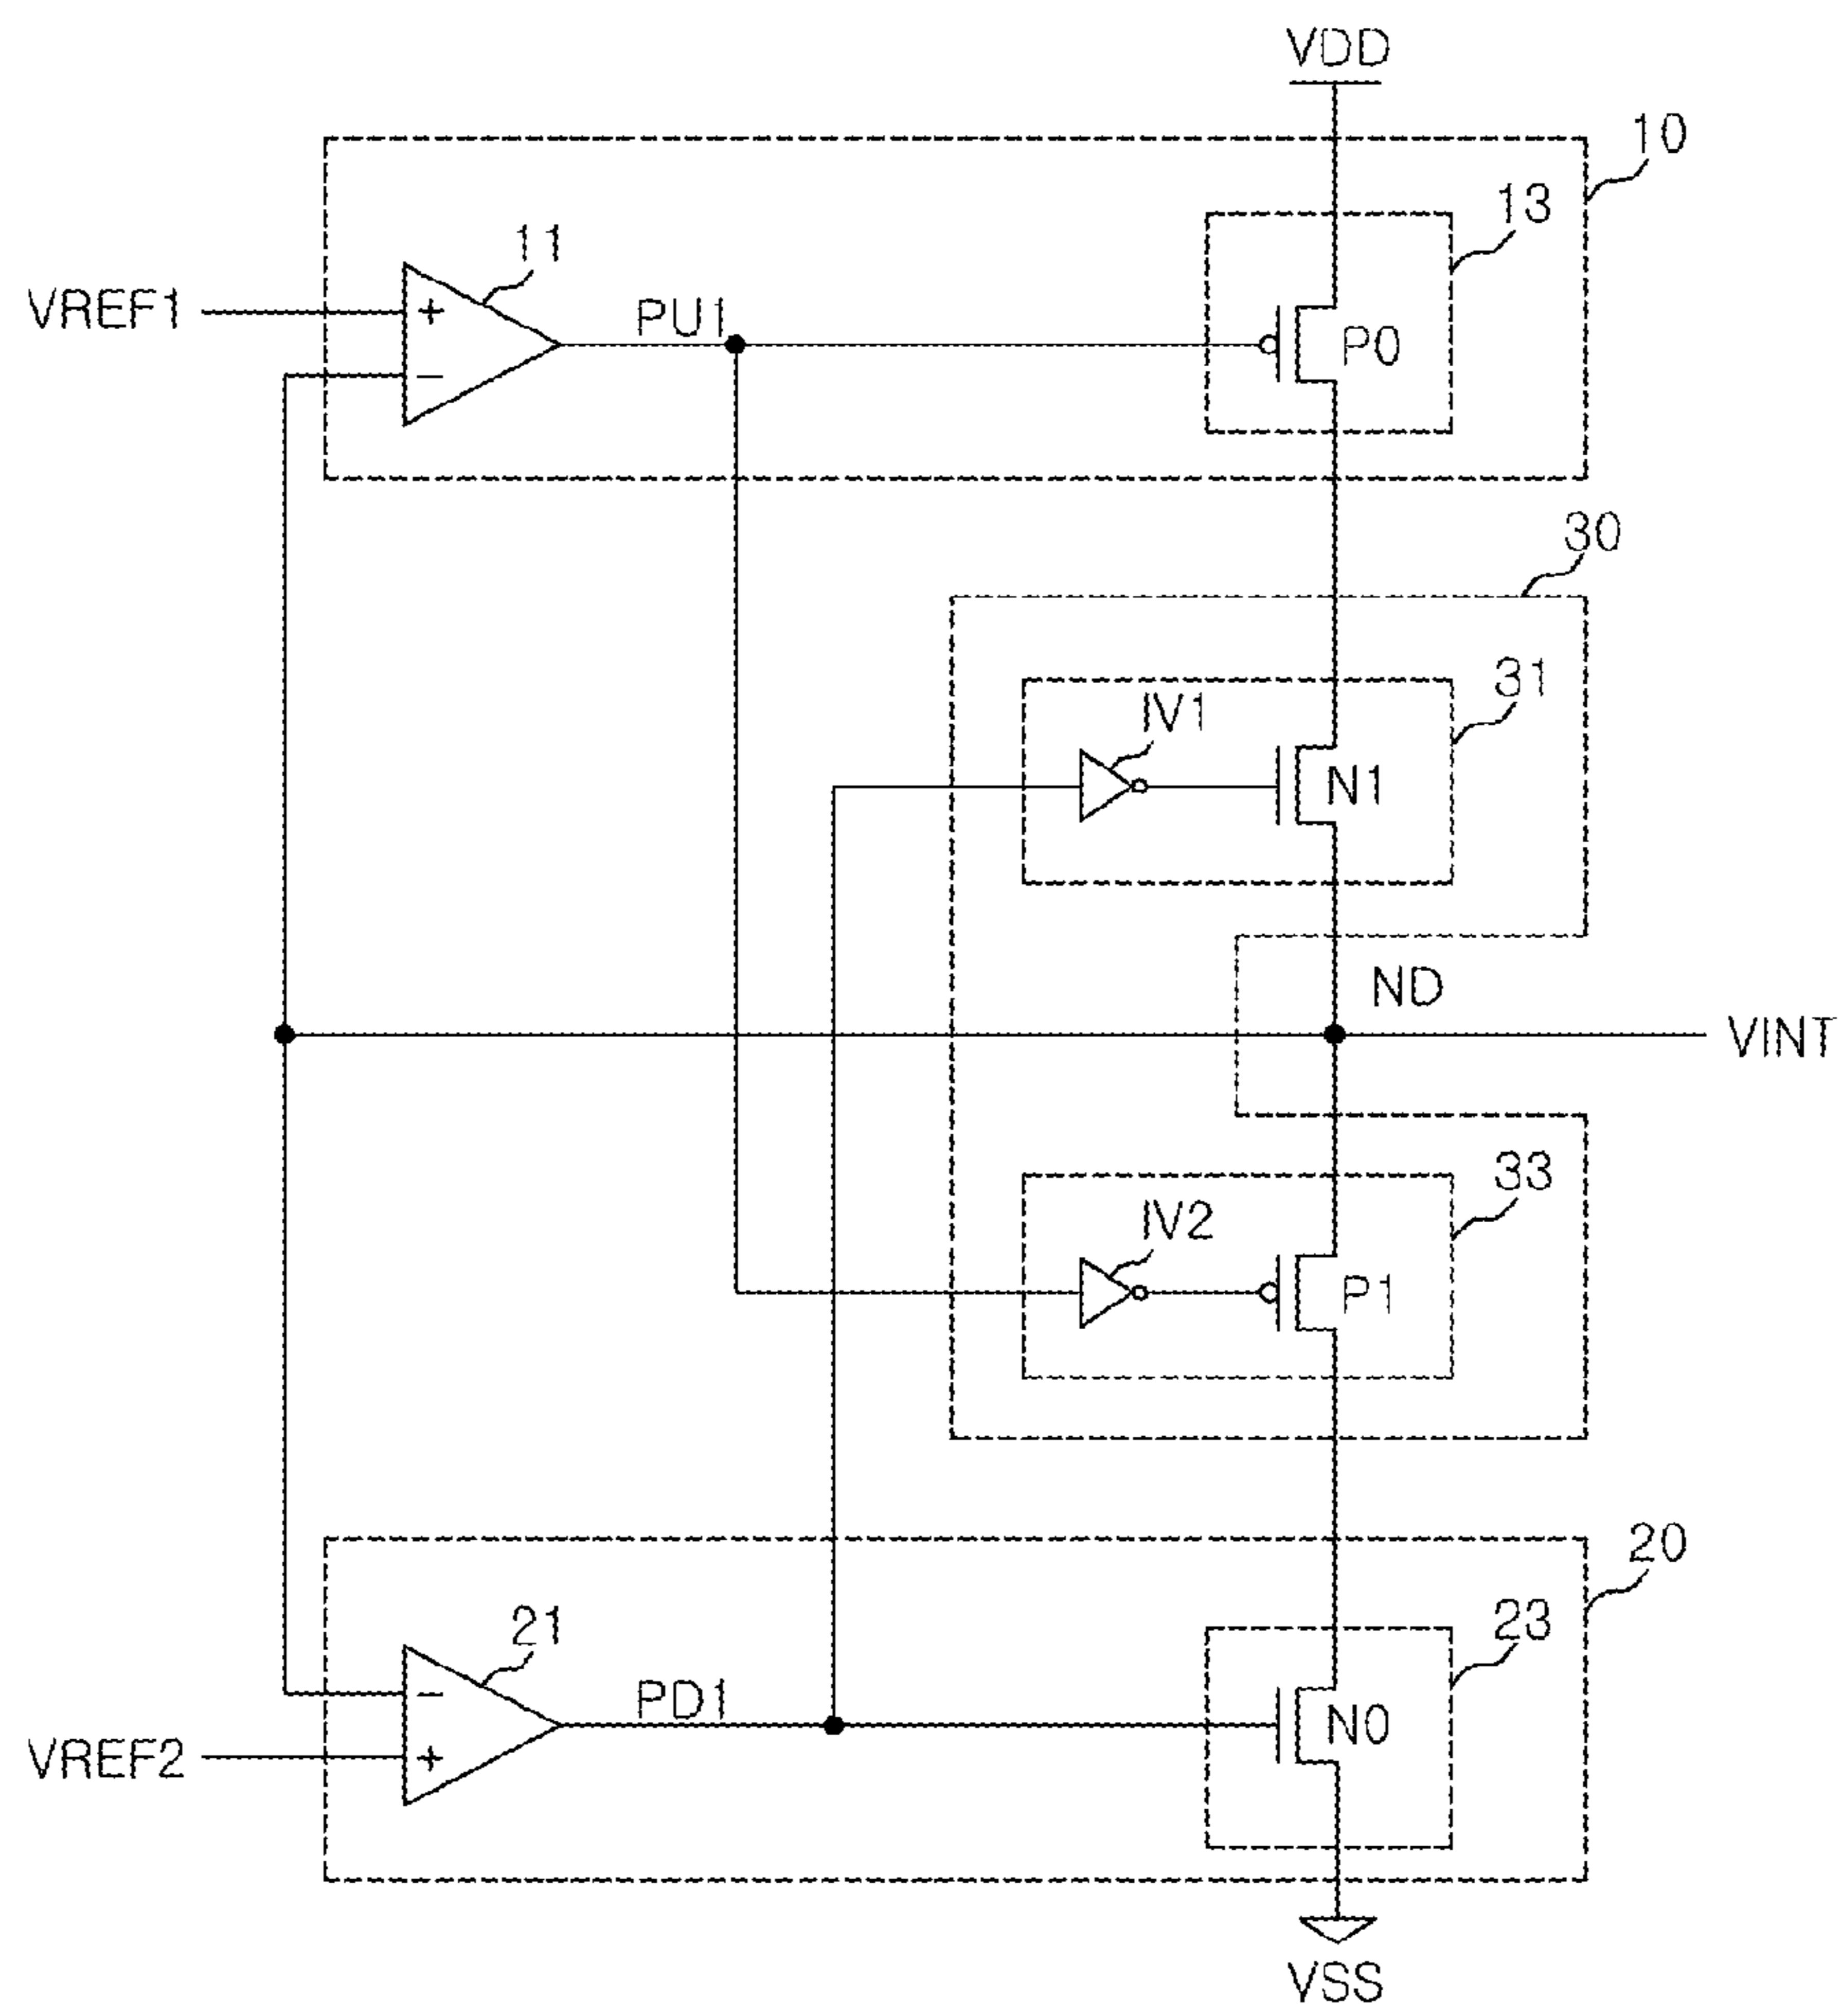 VDD
10
13
11
VREF1
+
PU1
P0
−
30
31
IV1
N1
ND
VINT
33
IV2
P1
20
23
21
−
PD1
N0
VREF2
+
VSS